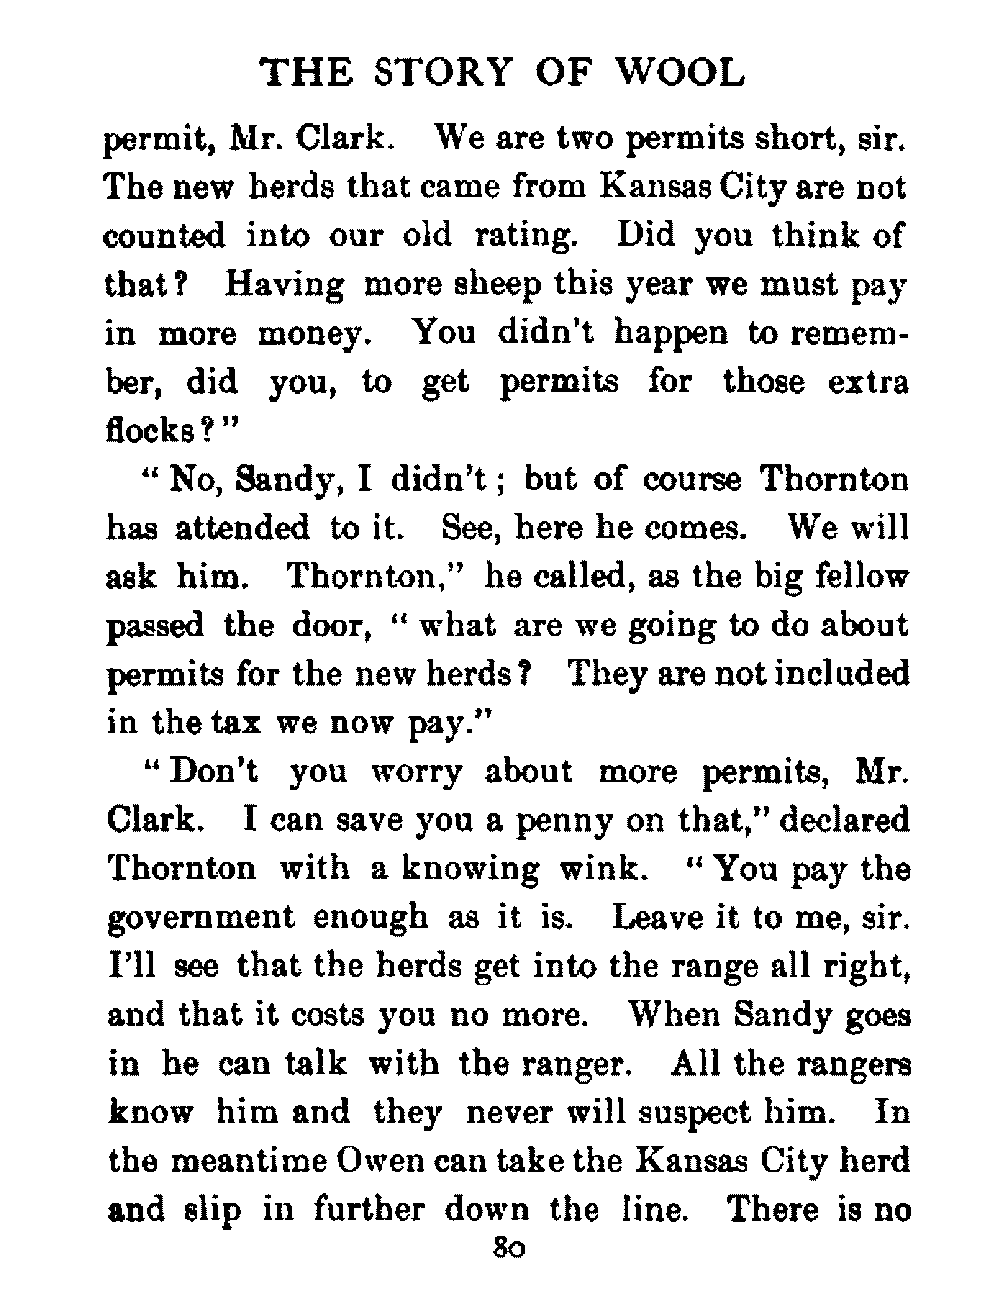 THE STORY OF WOOL
permit, Mr. Clark. We are two permits short, sir.
The new herds that came from Kansas City are not
counted into our old rating. Did you think of
that? Having more sheep this year we must pay
in more money. You didn't happen to remem-
ber, did you, to get permits for those extra
flocks?"
"No, Sandy, I didn't; but of course Thornton
has attended to it. See, here he comes. We will
ask him. Thornton," he called, as the big fellow
passed the door, "what are we going to do about
permits for the new herds? They are not included
in the tax we now pay."
"Don't you worry about more permits, Mr.
Clark. I can save you a penny on that," declared
Thornton with a knowing wink. "You pay the
government enough as it is. Leave it to me, sir.
I'll see that the herds get into the range all right,
and that it costs you no more. When Sandy goes
in he can talk with the ranger. All the rangers
know him and they never will suspect him. In
the meantime Owen can take the Kansas City herd
and slip in further down the line. There is no
80